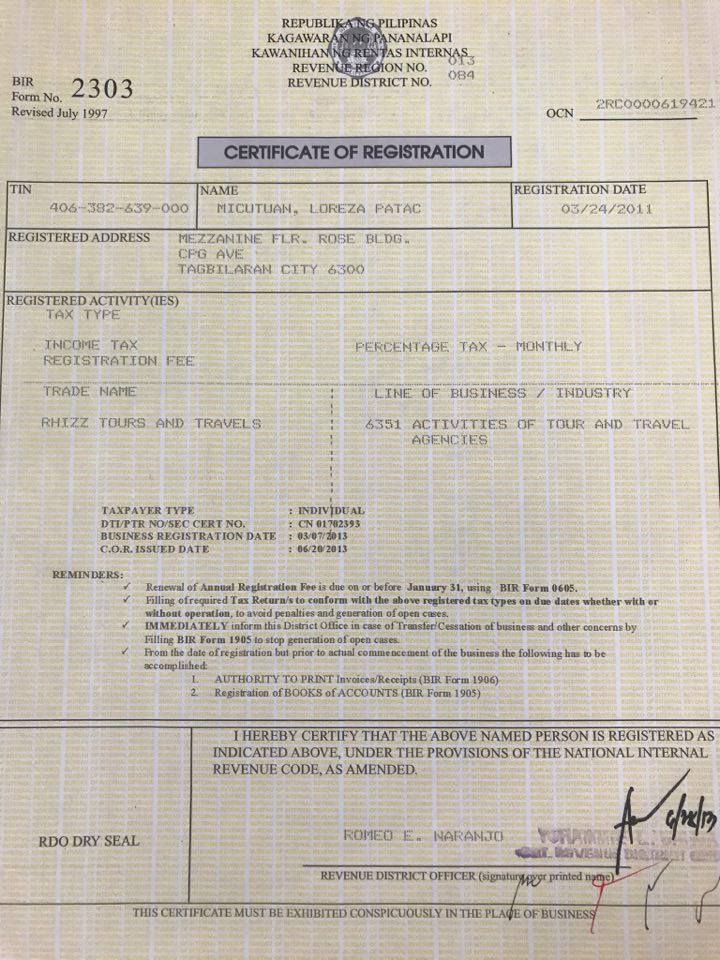 REPUBLIKA NG PILIPINAS
KAGAWARAN NG PANANALAPI
KAWANIHAN NG RENTAS INTERNAS
REVENUE REGION NO. 013
REVENUE DISTRICT NO. 084
BIR
Form No. 2303
Revised July 1997
OCN 2RC0000619421
CERTIFICATE OF REGISTRATION
TIN NAME REGISTRATION DATE
406-382-639-000 MICUTUAN, LOREZA PATAC 03/24/2011
REGISTERED ADDRESS MEZZANINE FLR. ROSE BLDG.
CPG AVE
TAGBILARAN CITY 6300
REGISTERED ACTIVITY(IES)
TAX TYPE
INCOME TAX PERCENTAGE TAX - MONTHLY
REGISTRATION FEE
TRADE NAME LINE OF BUSINESS / INDUSTRY
RHIZZ TOURS AND TRAVELS 6351 ACTIVITIES OF TOUR AND TRAVEL
AGENCIES
TAXPAYER TYPE : INDIVIDUAL
DTI/PTR NO/SEC CERT NO. : CN 01702393
BUSINESS REGISTRATION DATE : 03/07/2013
C.O.R. ISSUED DATE : 06/20/2013
REMINDERS:
✓ Renewal of Annual Registration Fee is due on or before January 31, using BIR Form 0605.
✓ Filling of required Tax Return/s to conform with the above registered tax types on due dates whether with or
without operation, to avoid penalties and generation of open cases.
✓ IMMEDIATELY inform this District Office in case of Transfer/Cessation of business and other concerns by
Filling BIR Form 1905 to stop generation of open cases.
✓ From the date of registration but prior to actual commencement of the business the following has to be
accomplished:
1. AUTHORITY TO PRINT Invoices/Receipts (BIR Form 1906)
2. Registration of BOOKS of ACCOUNTS (BIR Form 1905)
I HEREBY CERTIFY THAT THE ABOVE NAMED PERSON IS REGISTERED AS
INDICATED ABOVE, UNDER THE PROVISIONS OF THE NATIONAL INTERNAL
REVENUE CODE, AS AMENDED.
RDO DRY SEAL
ROMEO E. NARANJO
REVENUE DISTRICT OFFICER (signature over printed name)
THIS CERTIFICATE MUST BE EXHIBITED CONSPICUOUSLY IN THE PLACE OF BUSINESS